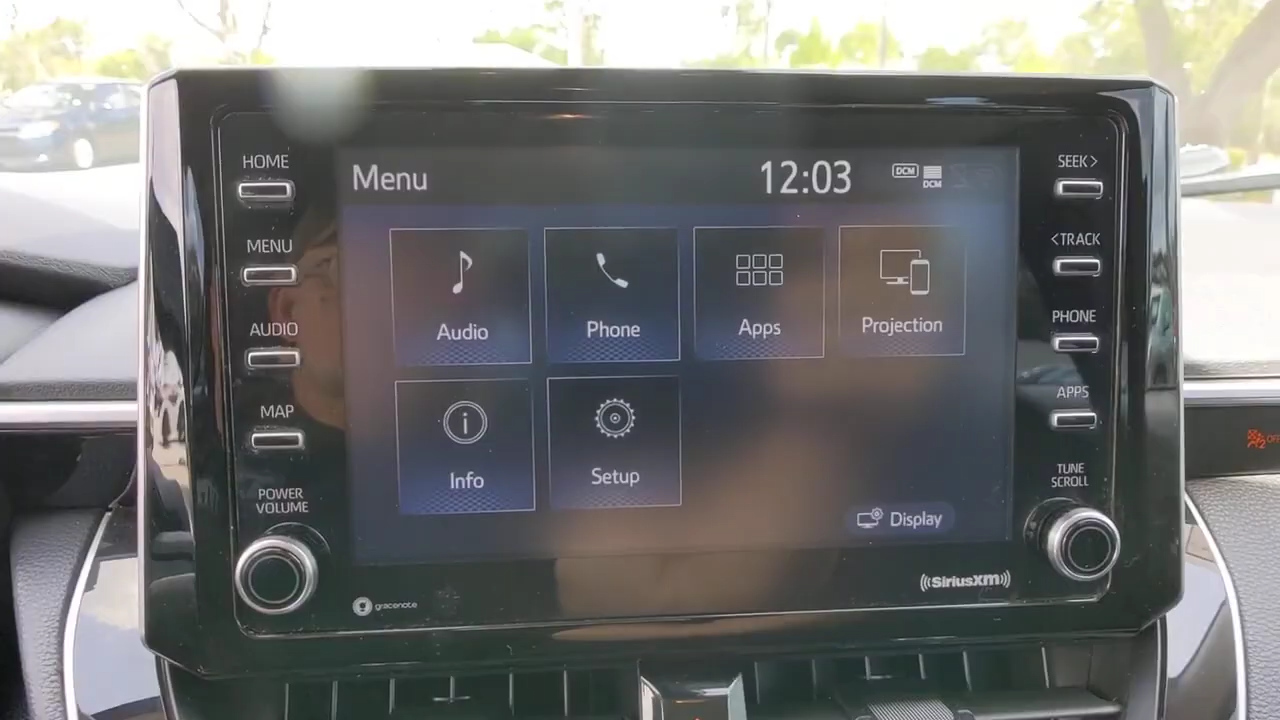 HOME
MENU
AUDIO
MAP
POWER
VOLUME
Menu
12:03
DCM
DCM
Audio
Phone
Apps
Projection
Info
Setup
Display
gracenote
((SiriusXM))
SEEK >
< TRACK
PHONE
APPS
TUNE
SCROLL
OFF